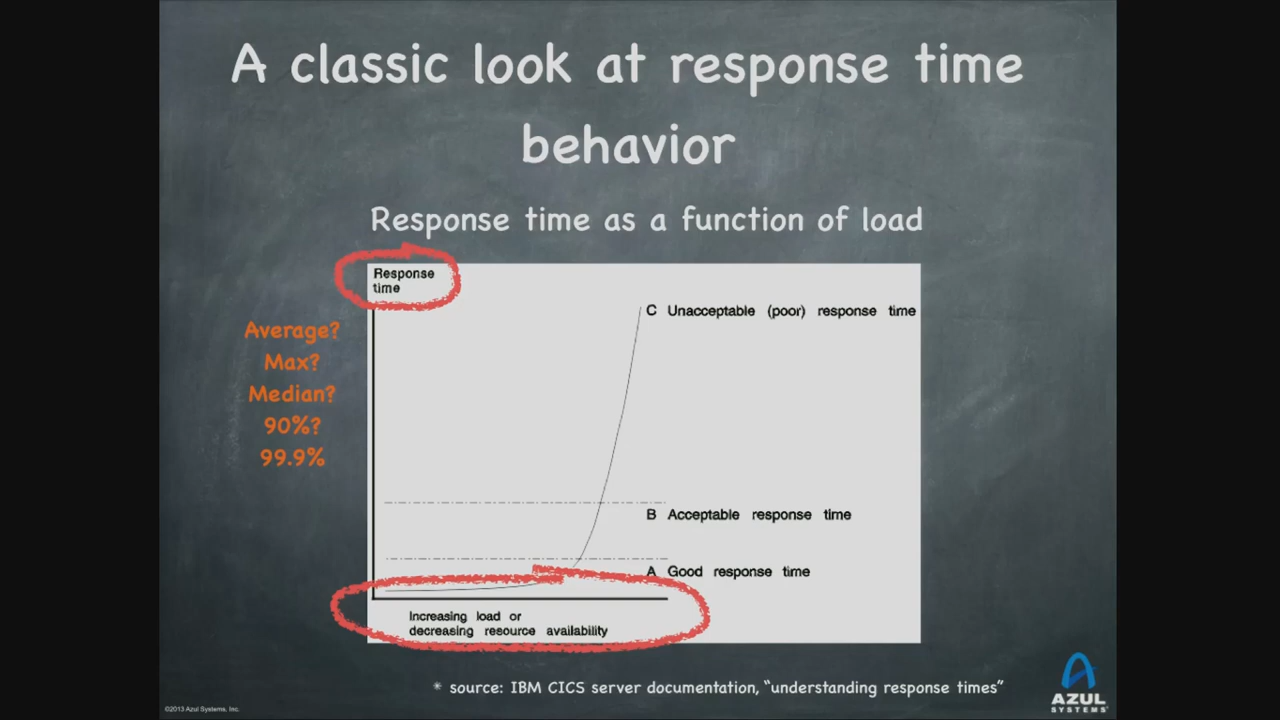 A classic look at response time
behavior
Response time as a function of load
Response
time
C Unacceptable (poor) response time
Average?
Max?
Median?
90%?
99.9%
B Acceptable response time
A Good response time
Increasing load or
decreasing resource availability
* source: IBM CICS server documentation, “understanding response times”
©2013 Azul Systems, Inc.
AZUL
SYSTEMS